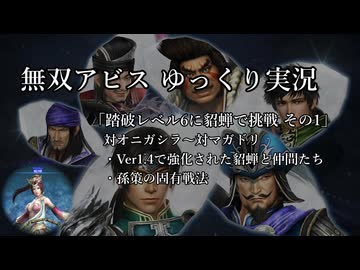 無双アビス ゆっくり実況
「踏破レベル6に貂蝉で挑戦 その1」
対オニガシラ～対マガドリ
・Ver1.4で強化された貂蝉と仲間たち
・孫策の固有戦法